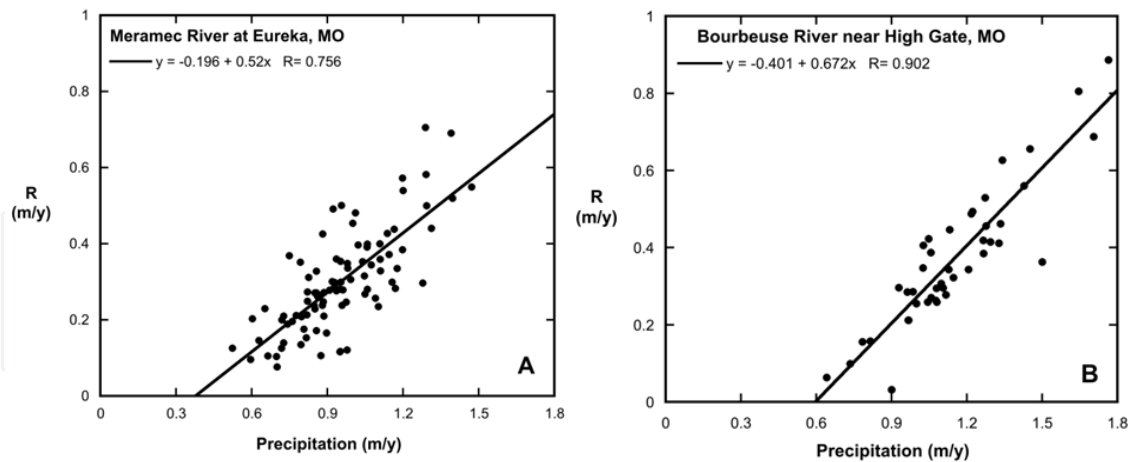 Meramec River at Eureka, MO
y = -0.196 + 0.52x R= 0.756
1
0.8
0.6
0.4
0.2
0
R
(m/y)
0 0.3 0.6 0.9 1.2 1.5 1.8
Precipitation (m/y)
A
Bourbeuse River near High Gate, MO
y = -0.401 + 0.672x R= 0.902
1
0.8
0.6
0.4
0.2
0
R
(m/y)
0 0.3 0.6 0.9 1.2 1.5 1.8
Precipitation (m/y)
B